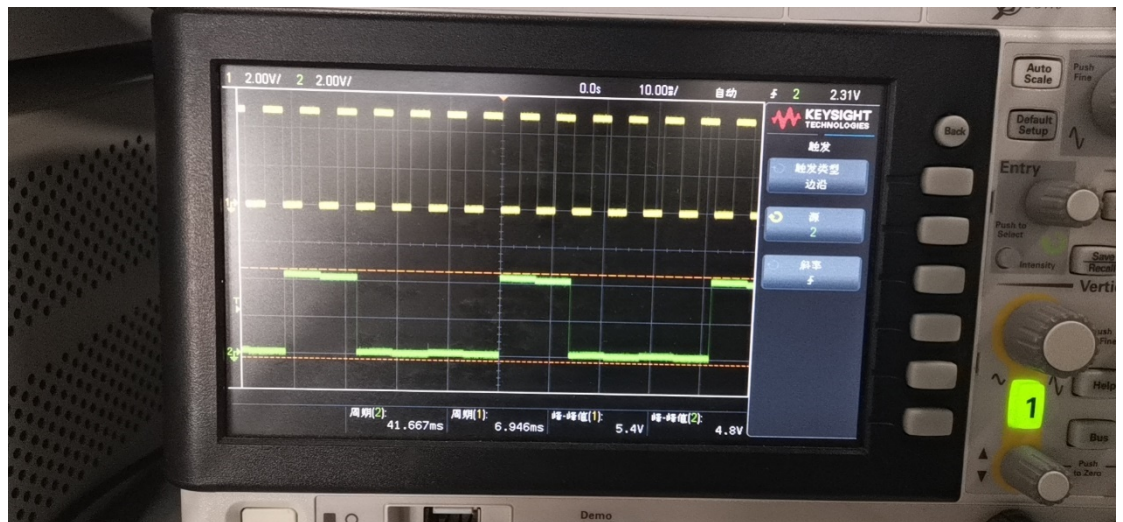 1 2.00V/ 2 2.00V/ 0.0s 10.00ms/ 自动 2 2.31V
KEYSIGHT
TECHNOLOGIES
触发
触发类型
边沿
源
2
斜率
周期(2):
41.667ms
周期(1):
6.946ms
峰-峰值(1):
5.4V
峰-峰值(2):
4.8V
Back
Auto
Scale
Push
Fine
Default
Setup
Entry
Push to
Select
Intensity
Save
Recall
Verti
Help
1
Bus
Push
to Zero
Demo